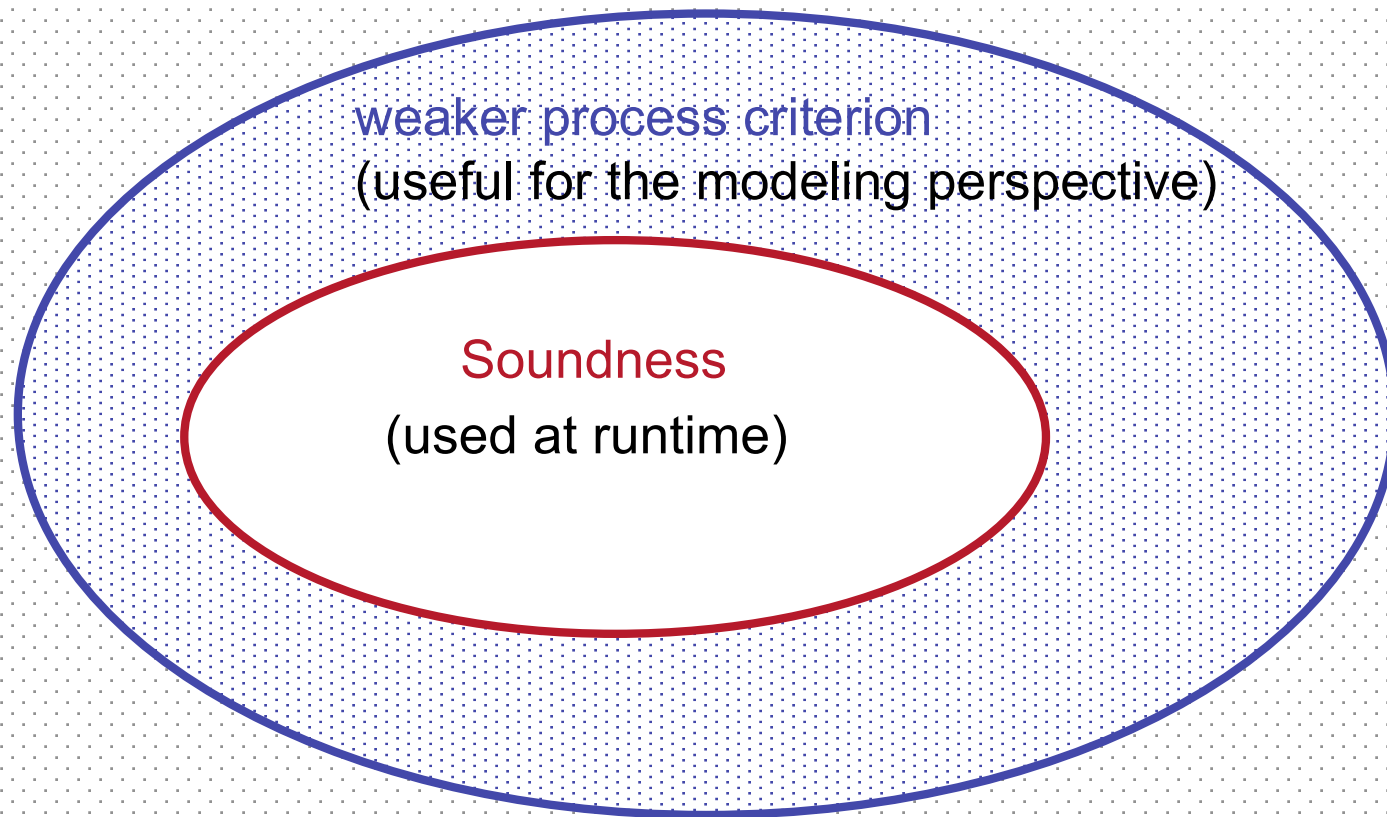 weaker process criterion
(useful for the modeling perspective)
Soundness
(used at runtime)